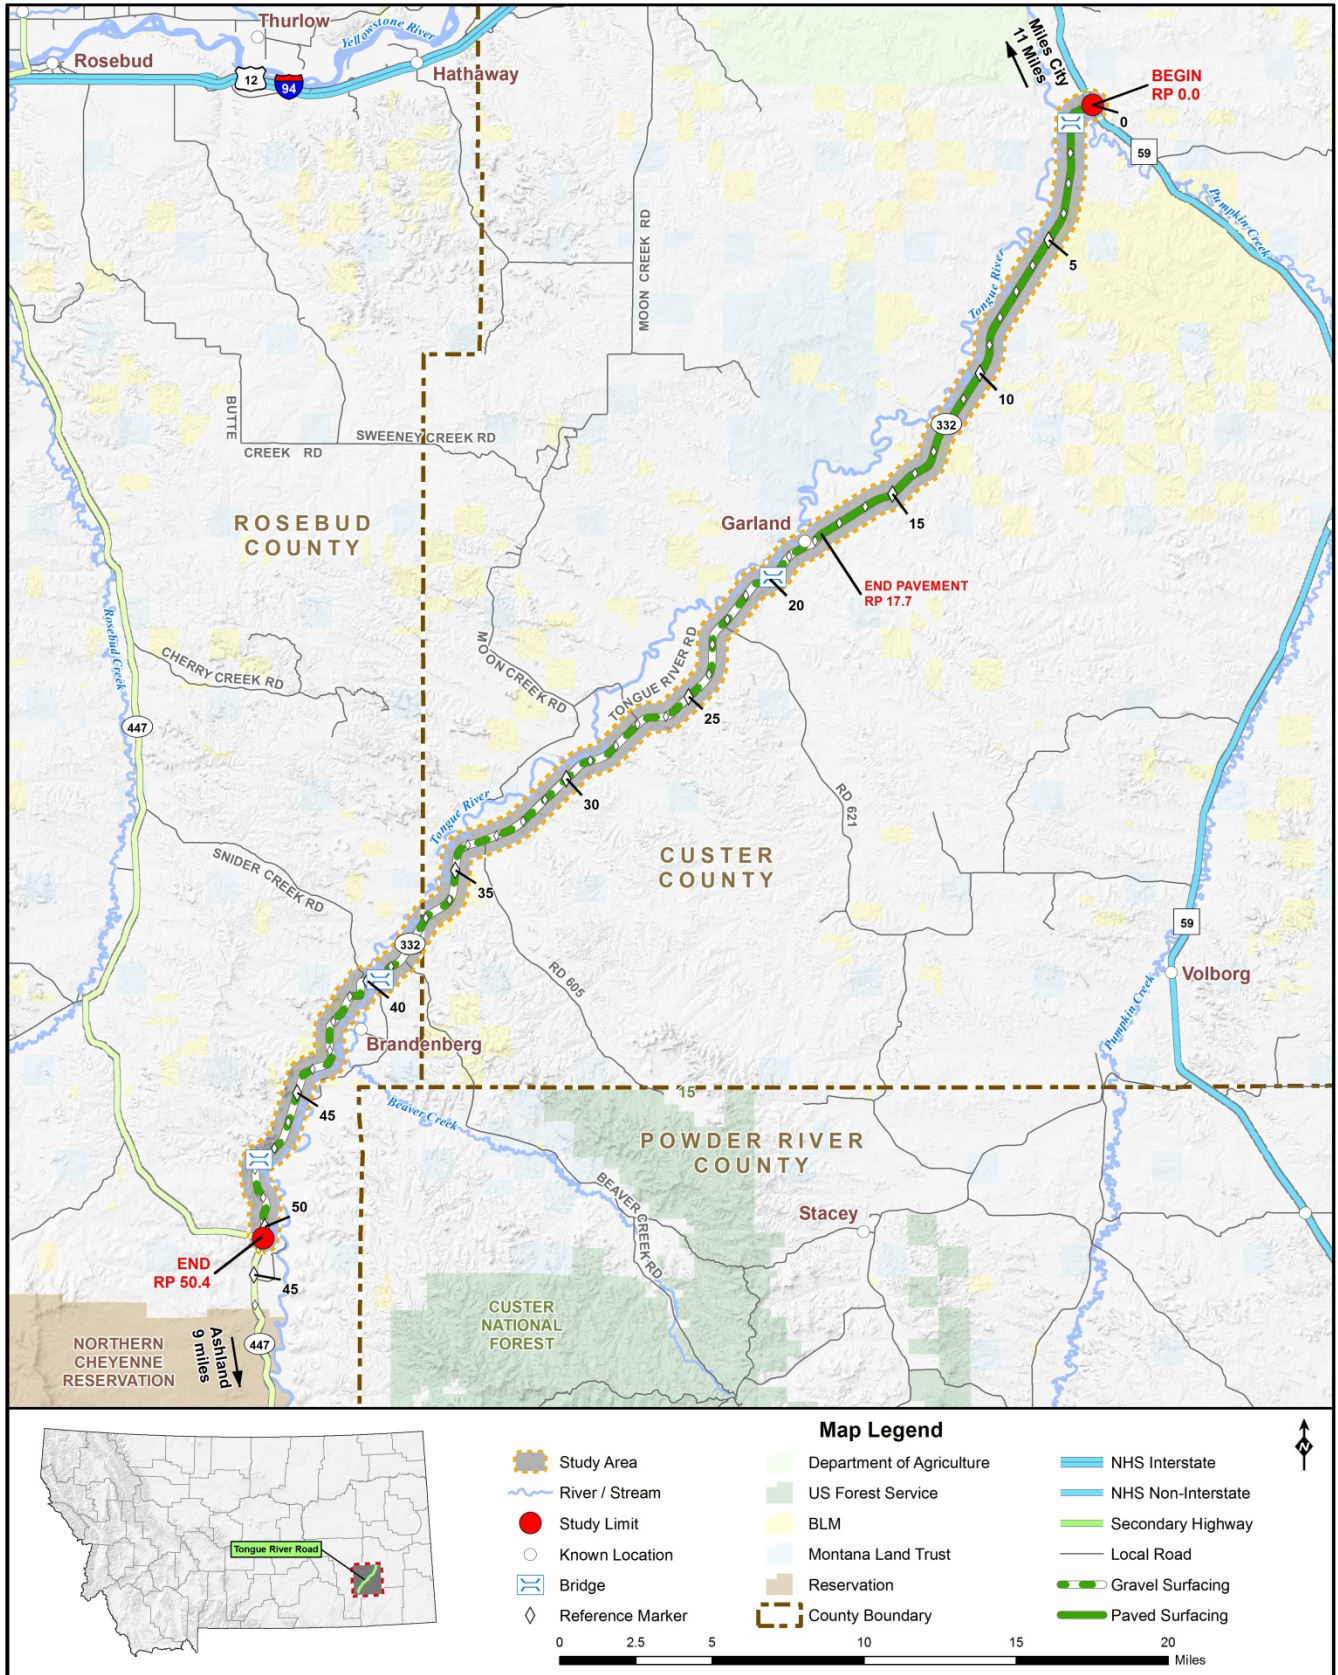 Thurlow
Yellowstone River
Rosebud
12
94
Hathaway
Miles City
11 Miles
BEGIN
RP 0.0
0
59
Pumpkin Creek
MOON CREEK RD
5
Tongue River
10
BUTTE
CREEK RD
SWEENEY CREEK RD
332
15
ROSEBUD
COUNTY
Garland
END PAVEMENT
RP 17.7
20
Rosebud Creek
MOON CREEK RD
TONGUE RIVER RD
CHERRY CREEK RD
25
447
30
RD 621
Tongue River
SNIDER CREEK RD
CUSTER
COUNTY
35
332
59
RD 605
Volborg
40
Pumpkin Creek
Brandenberg
45
Beaver Creek
15
POWDER RIVER
COUNTY
BEAVER CREEK RD
50
Stacey
END
RP 50.4
45
CUSTER
NATIONAL
FOREST
NORTHERN
CHEYENNE
RESERVATION
Ashland
9 miles
447
Map Legend
N
Study Area
River / Stream
Study Limit
Known Location
Bridge
Reference Marker
Department of Agriculture
US Forest Service
BLM
Montana Land Trust
Reservation
County Boundary
NHS Interstate
NHS Non-Interstate
Secondary Highway
Local Road
Gravel Surfacing
Paved Surfacing
Tongue River Road
0 2.5 5 10 15 20
Miles